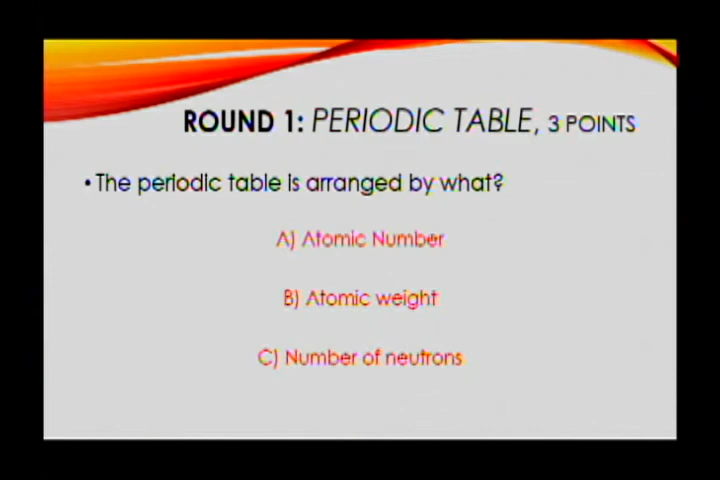 ROUND 1: PERIODIC TABLE, 3 POINTS
• The periodic table is arranged by what?
A) Atomic Number
B) Atomic weight
C) Number of neutrons